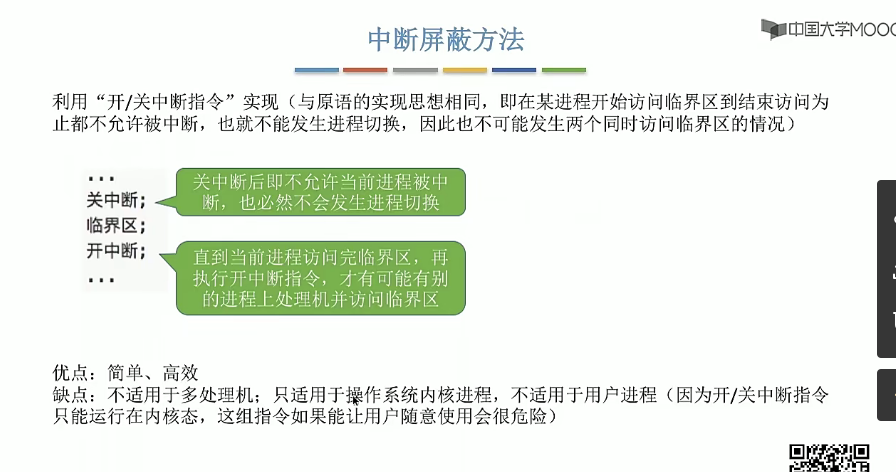 中断屏蔽方法
中国大学MOOC
利用“开/关中断指令”实现（与原语的实现思想相同，即在某进程开始访问临界区到结束访问为
止都不允许被中断，也就不能发生进程切换，因此也不可能发生两个同时访问临界区的情况）
...
关中断;
临界区;
开中断;
...
关中断后即不允许当前进程被中
断，也必然不会发生进程切换
直到当前进程访问完临界区，再
执行开中断指令，才有可能有别
的进程上处理机并访问临界区
优点：简单、高效
缺点：不适用于多处理机；只适用于操作系统内核进程，不适用于用户进程（因为开/关中断指令
只能运行在内核态，这组指令如果能让用户随意使用会很危险）